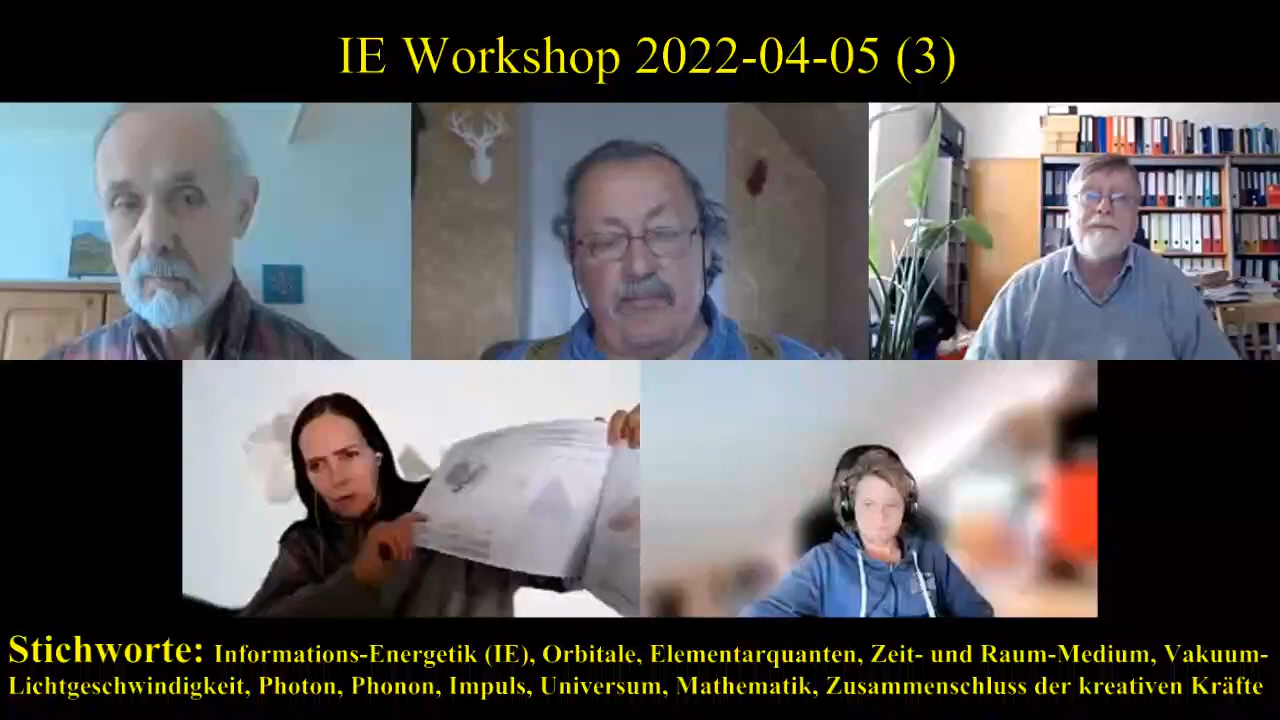 IE Workshop 2022-04-05 (3)
Stichworte: Informations-Energetik (IE), Orbitale, Elementarquanten, Zeit- und Raum-Medium, Vakuum-
Lichtgeschwindigkeit, Photon, Phonon, Impuls, Universum, Mathematik, Zusammenschluss der kreativen Kräfte